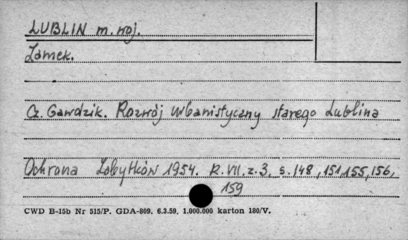 LUBLIN m. woj.
Zamek.
Cz. Gawdzik. Rozwój urbanistyczny starego Lublina
Ochrona Zabytków 1954. R. VII. z. 3, s. 148, 151, 155, 156,
159
CWD B-15b Nr 515/P. GDA-809. 6.3.59. 1.000.000 karton 180/V.